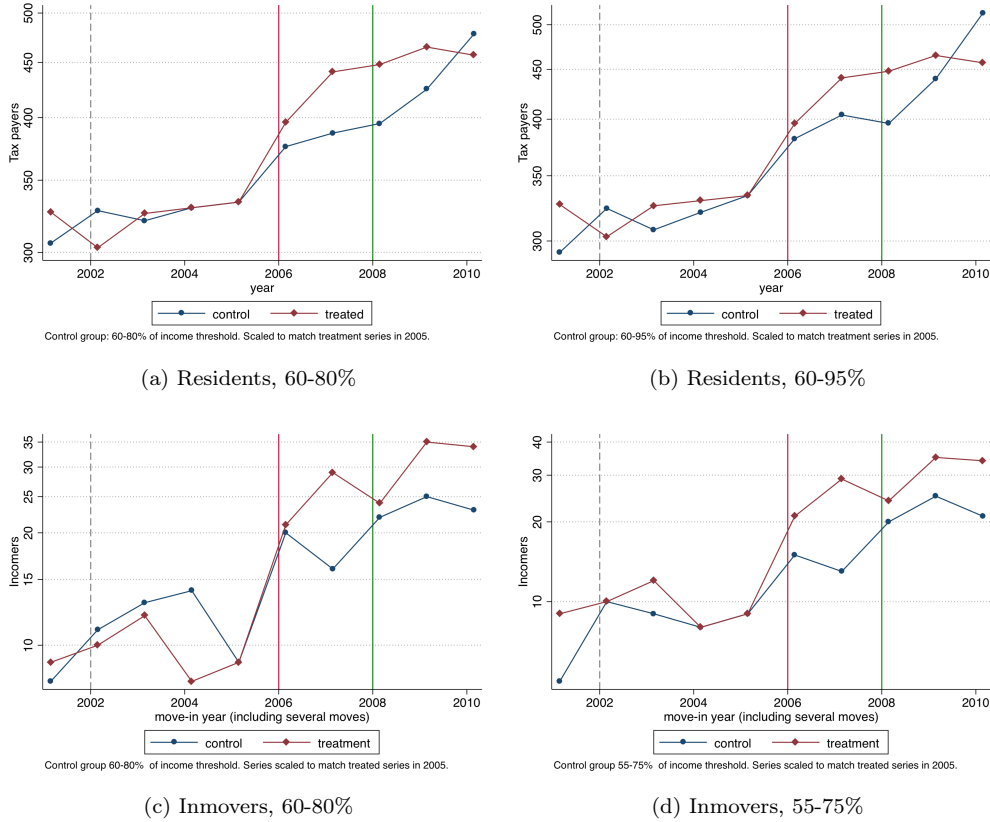 500
450
400
350
300
Tax payers
2002 2004 2006 2008 2010
year
control treated
Control group: 60-80% of income threshold. Scaled to match treatment series in 2005.
(a) Residents, 60-80%
500
450
400
350
300
Tax payers
2002 2004 2006 2008 2010
year
control treated
Control group: 60-95% of income threshold. Scaled to match treatment series in 2005.
(b) Residents, 60-95%
35
30
25
20
15
10
Incomers
2002 2004 2006 2008 2010
move-in year (including several moves)
control treatment
Control group 60-80% of income threshold. Series scaled to match treated series in 2005.
(c) Inmovers, 60-80%
40
30
20
10
Incomers
2002 2004 2006 2008 2010
move-in year (including several moves)
control treatment
Control group 55-75% of income threshold. Series scaled to match treated series in 2005.
(d) Inmovers, 55-75%